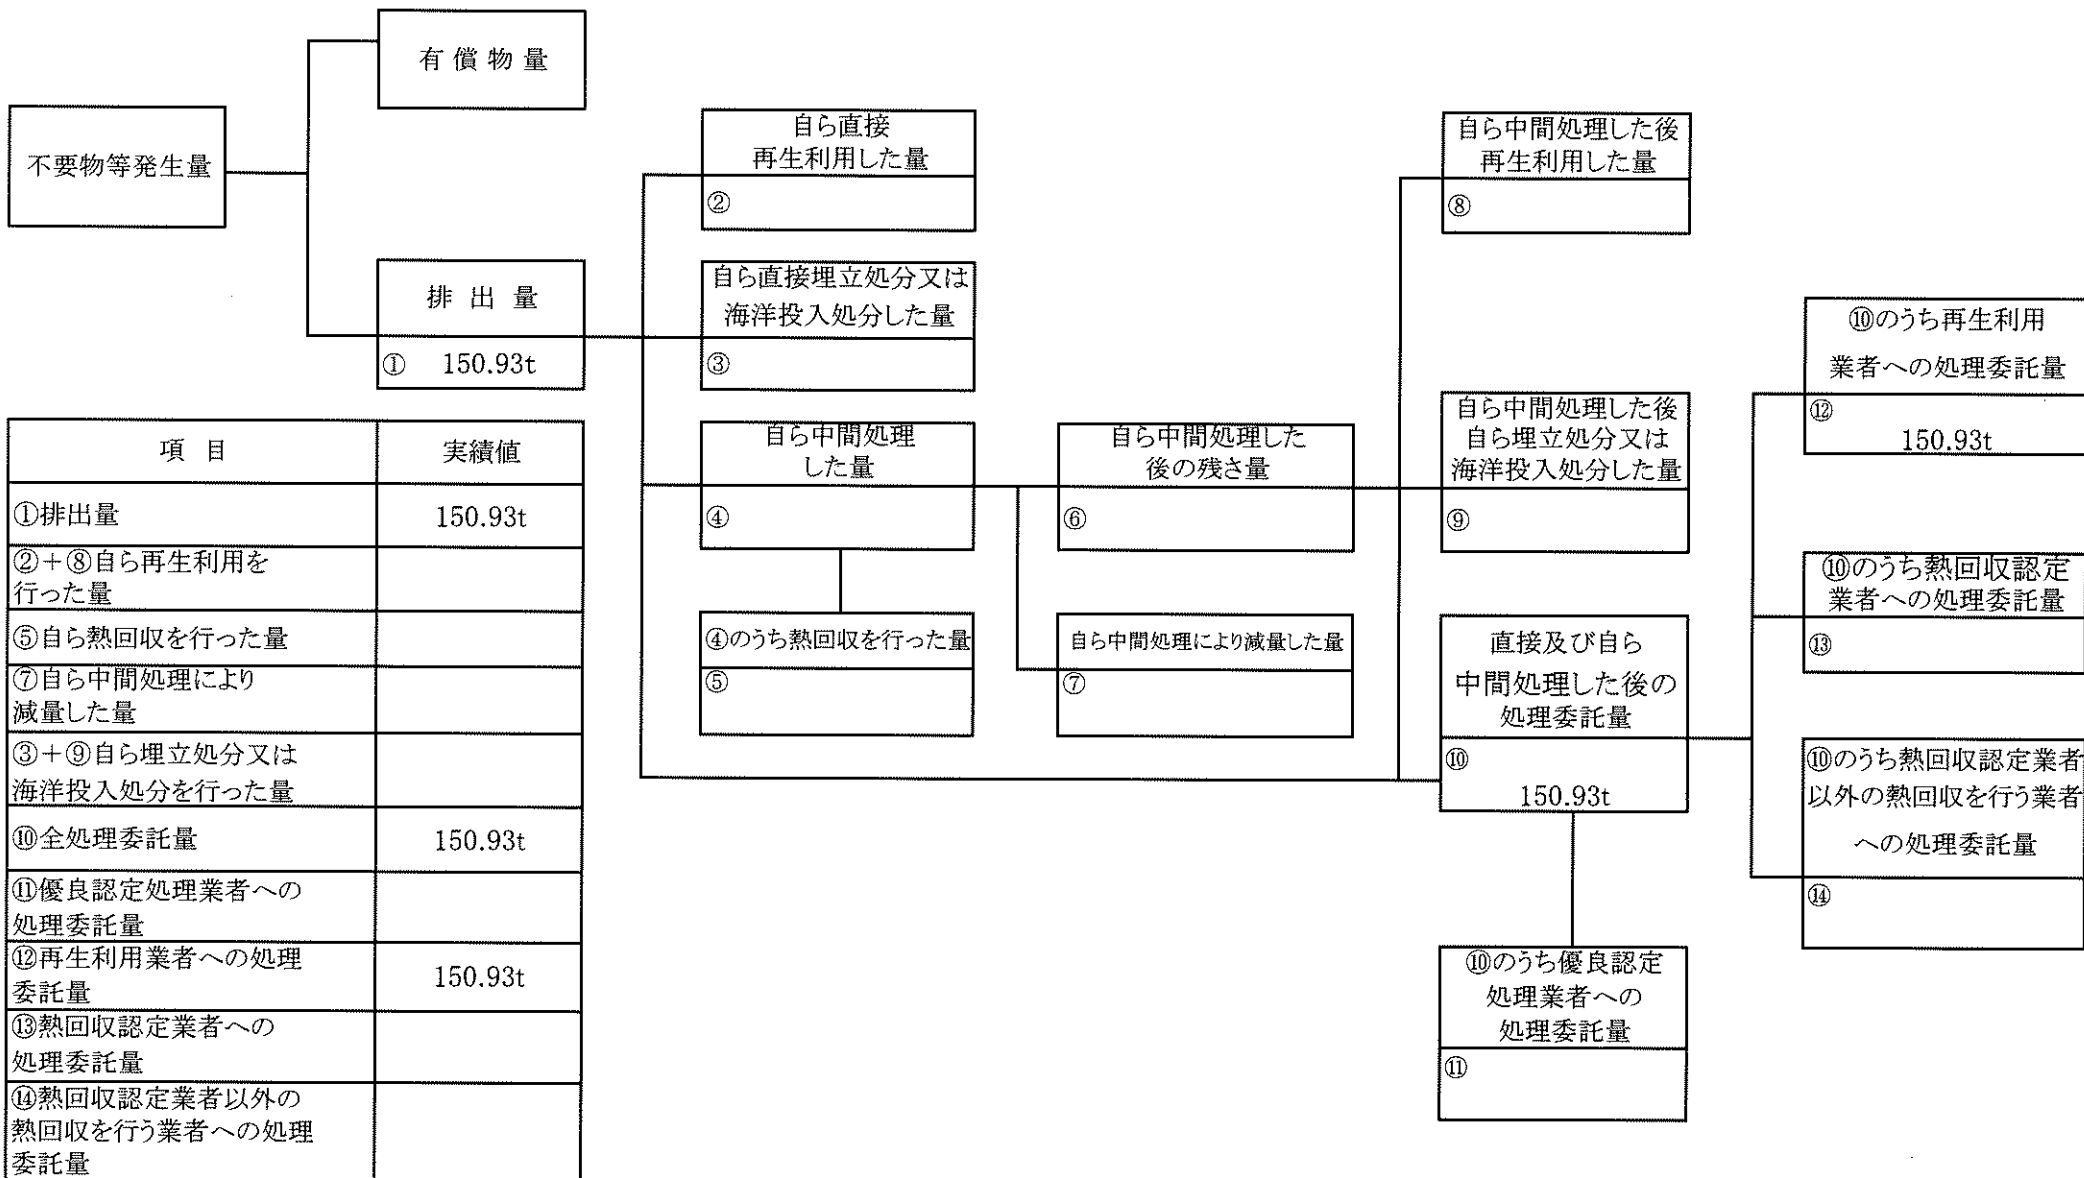 有償物量
不要物等発生量
排出量
① 150.93t
自ら直接
再生利用した量
②
自ら直接埋立処分又は
海洋投入処分した量
③
自ら中間処理
した量
④
④のうち熱回収を行った量
⑤
自ら中間処理した
後の残さ量
⑥
自ら中間処理により減量した量
⑦
自ら中間処理した後
再生利用した量
⑧
自ら中間処理した後
自ら埋立処分又は
海洋投入処分した量
⑨
直接及び自ら
中間処理した後の
処理委託量
⑩
150.93t
⑩のうち優良認定
処理業者への
処理委託量
⑪
⑩のうち再生利用
業者への処理委託量
⑫
150.93t
⑩のうち熱回収認定
業者への処理委託量
⑬
⑩のうち熱回収認定業者
以外の熱回収を行う業者
への処理委託量
⑭
項目 実績値
①排出量 150.93t
②+⑧自ら再生利用を
行った量
⑤自ら熱回収を行った量
⑦自ら中間処理により
減量した量
③+⑨自ら埋立処分又は
海洋投入処分を行った量
⑩全処理委託量 150.93t
⑪優良認定処理業者への
処理委託量
⑫再生利用業者への処理
委託量 150.93t
⑬熱回収認定業者への
処理委託量
⑭熱回収認定業者以外の
熱回収を行う業者への処理
委託量